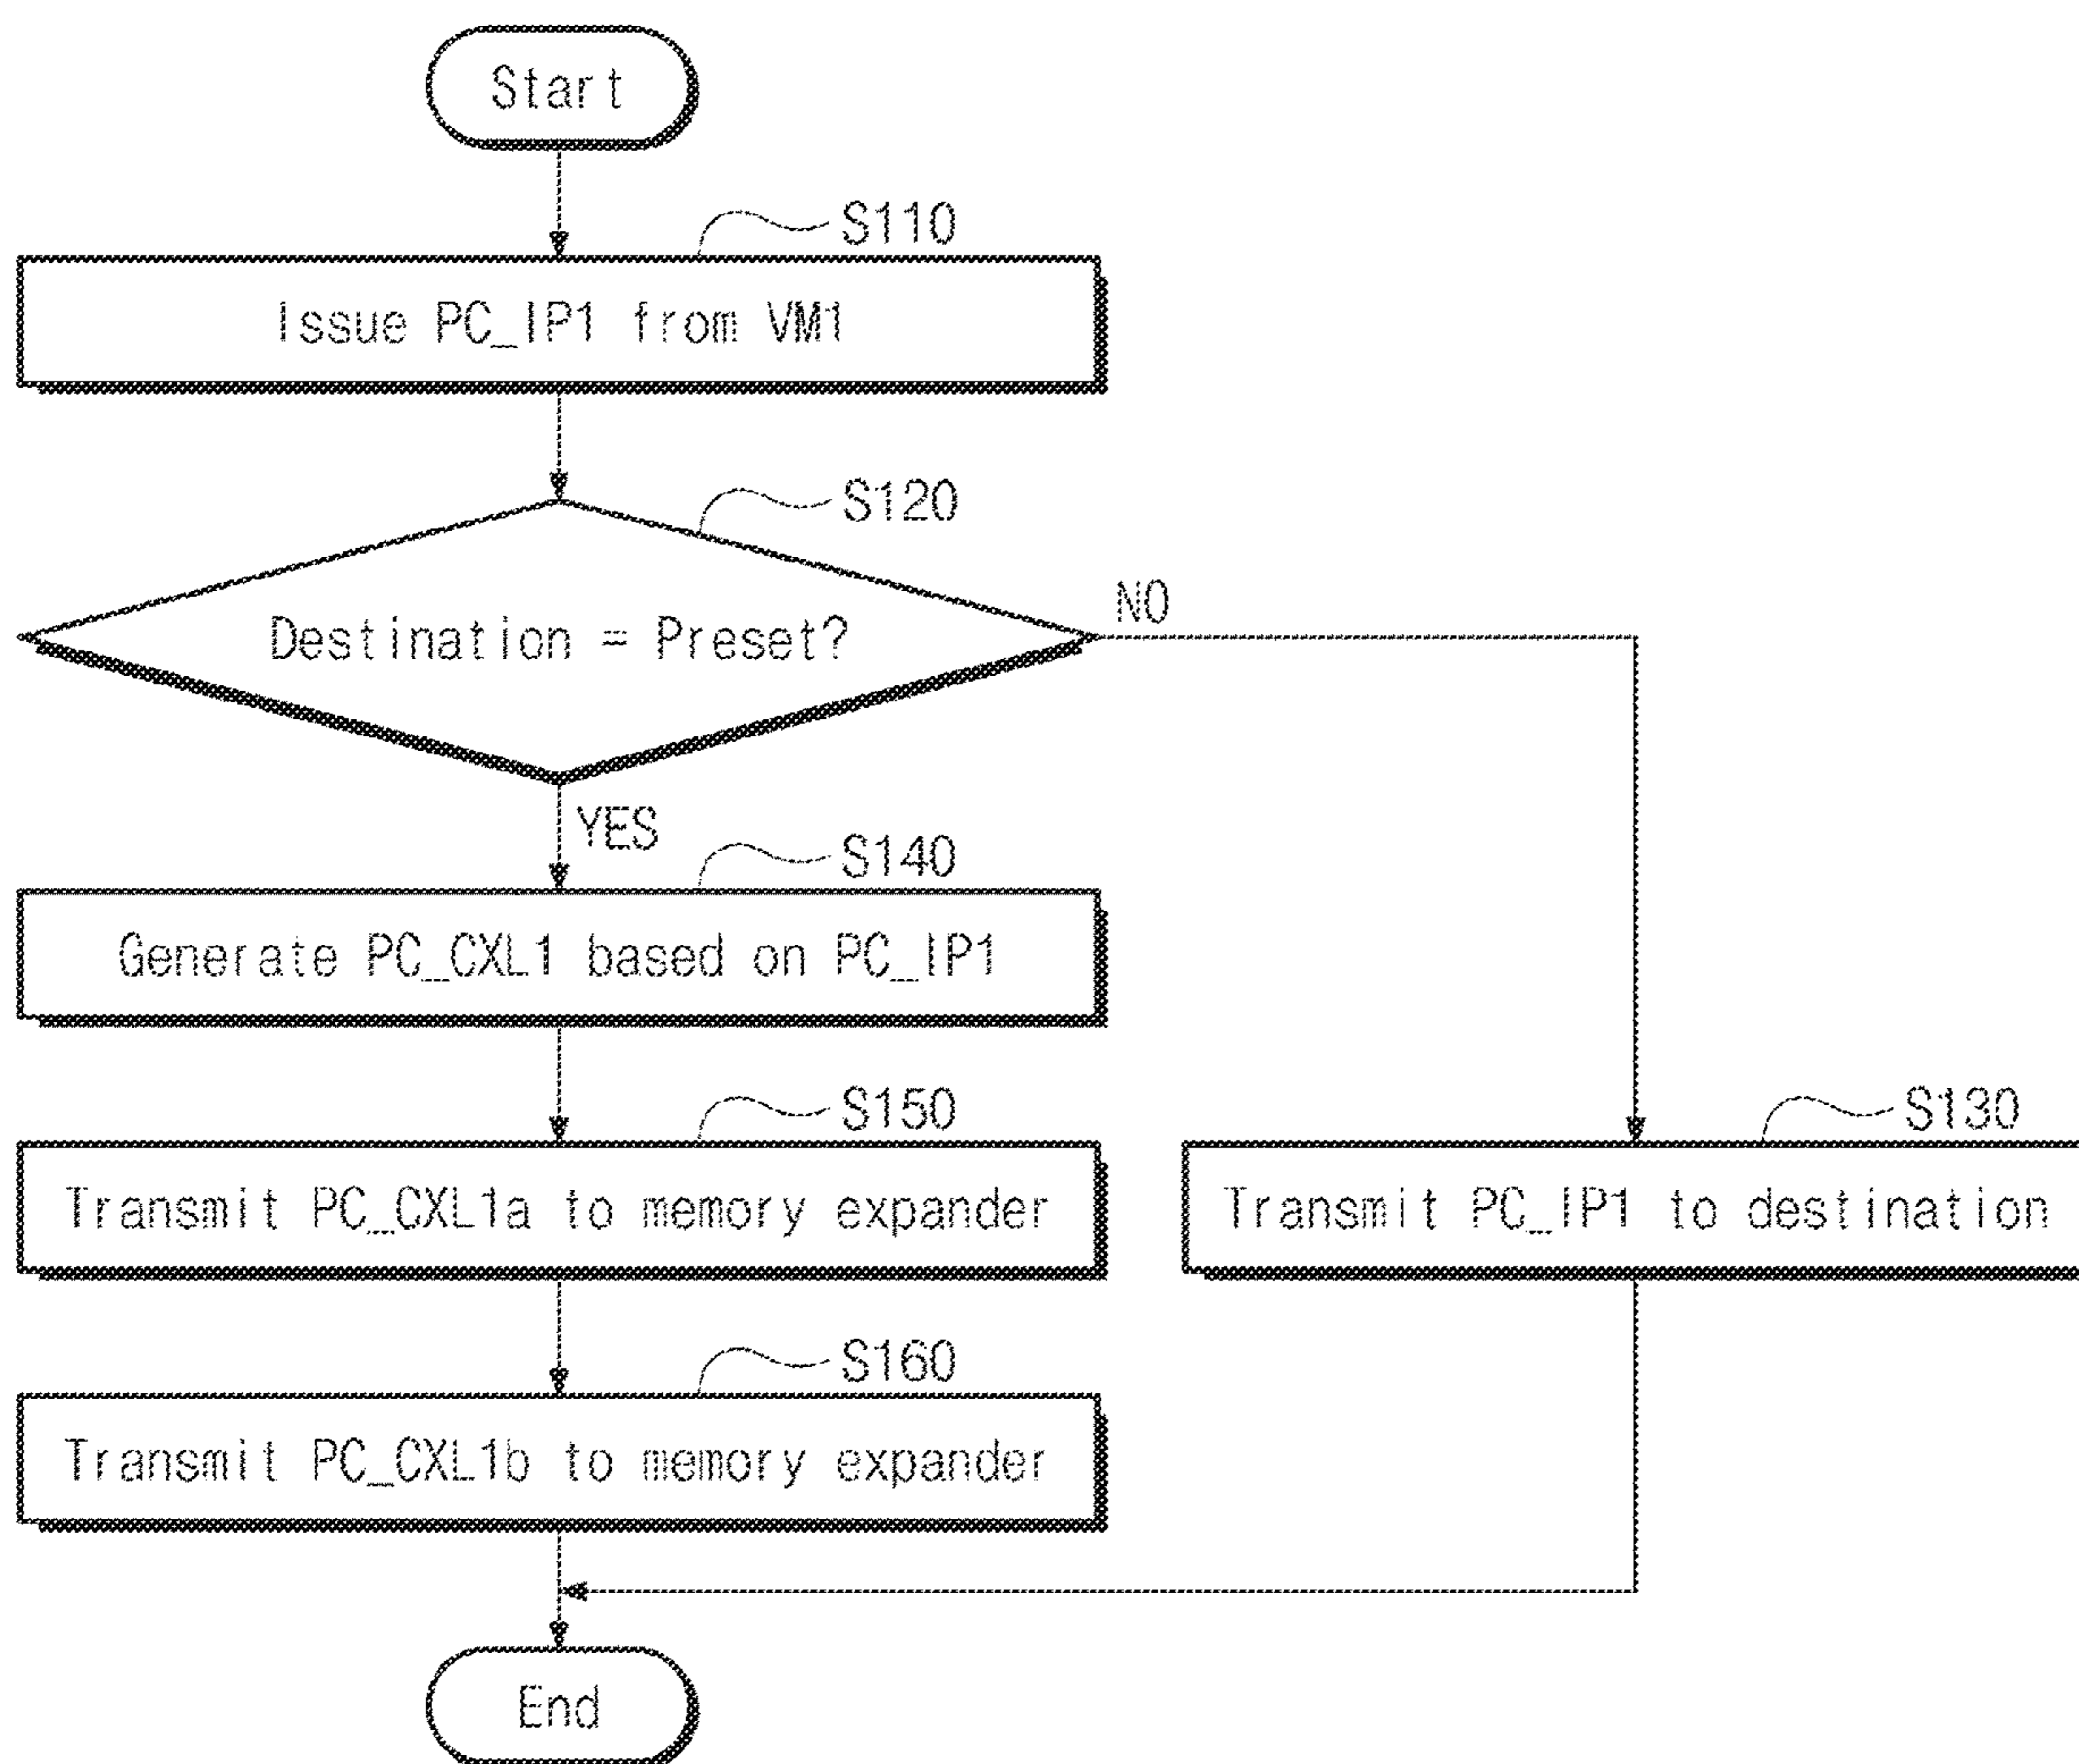 Start
S110
Issue PC_IP1 from VM1
S120
Destination = Preset?
NO
YES
S140
Generate PC_CXL1 based on PC_IP1
S150
Transmit PC_CXL1a to memory expander
S130
Transmit PC_IP1 to destination
S160
Transmit PC_CXL1b to memory expander
End